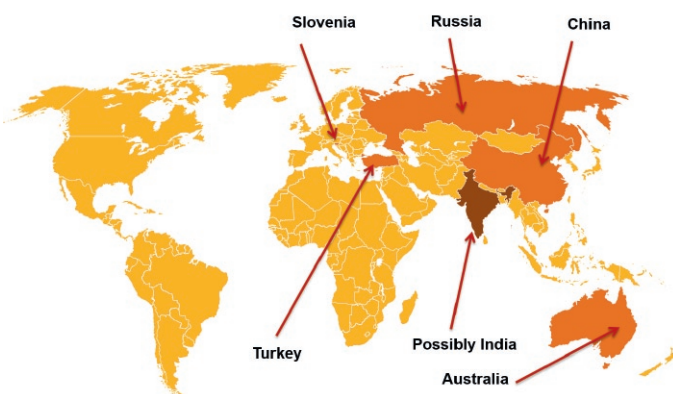 Slovenia
Russia
China
Turkey
Possibly India
Australia